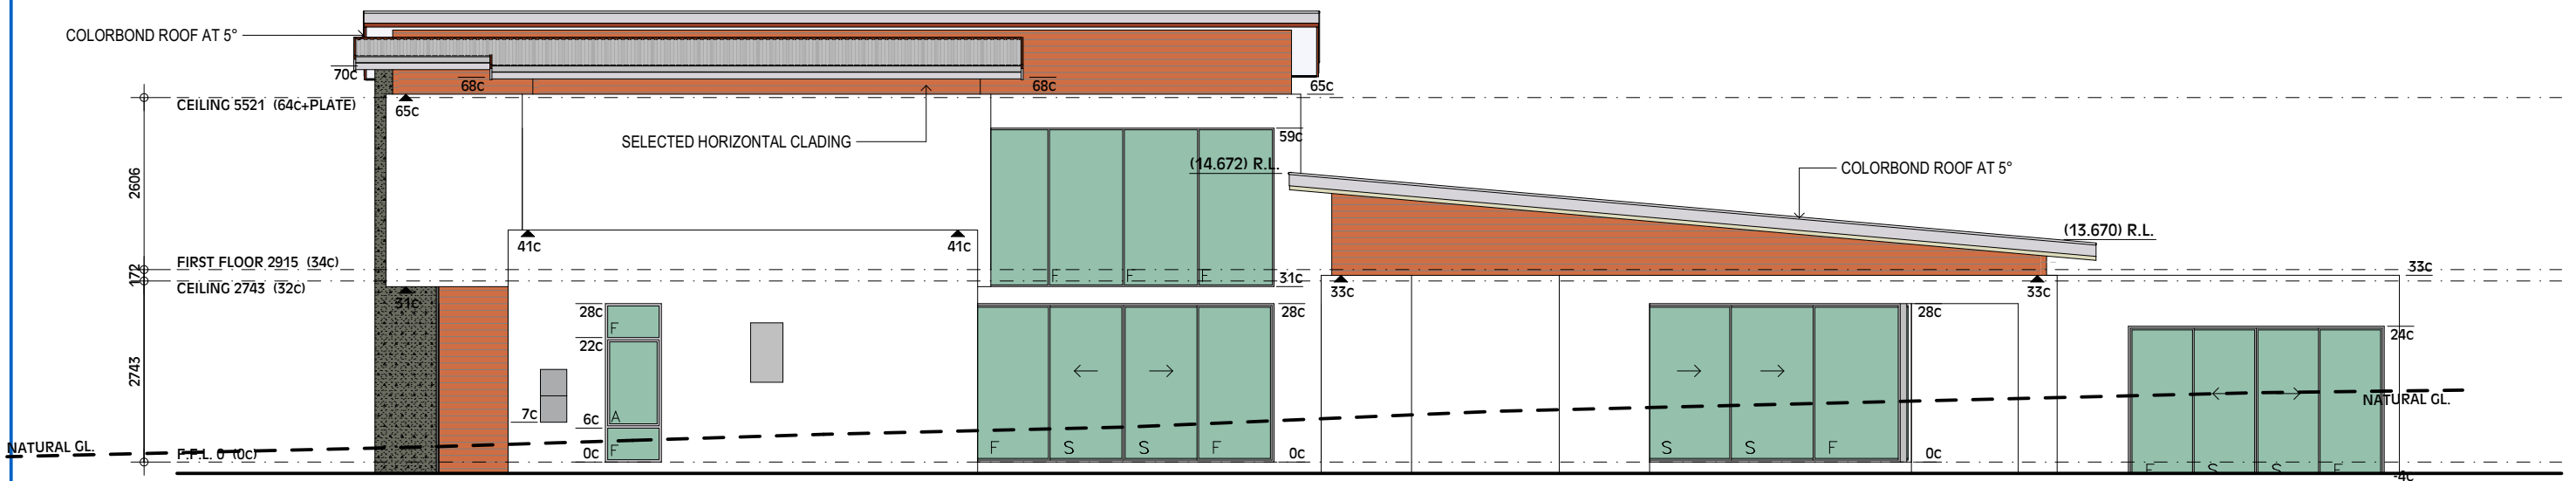 COLORBOND ROOF AT 5°
70c
68c
68c
65c
CEILING 5521 (64c+PLATE)
65c
SELECTED HORIZONTAL CLADING
59c
(14.672) R.L.
COLORBOND ROOF AT 5°
2606
(13.670) R.L.
41c
41c
FIRST FLOOR 2915 (34c)
172
CEILING 2743 (32c)
31c
F F F
31c
33c
33c
33c
28c
F
28c
28c
24c
22c
2743
7c
6c
A
NATURAL GL.
NATURAL GL.
F.F.L. 0 (0c)
0c
F
F S S F
0c
S S F
0c
F S S F
-4c